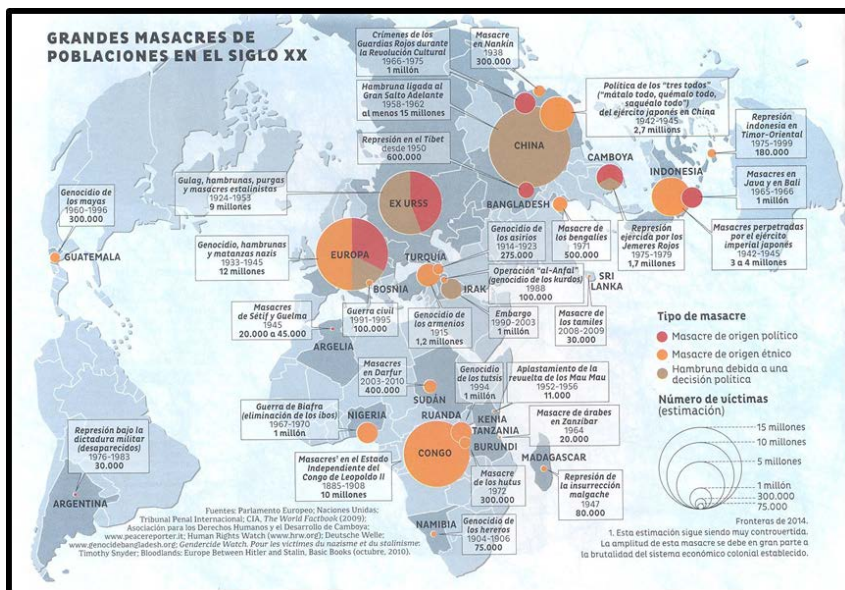 GRANDES MASACRES DE
POBLACIONES EN EL SIGLO XX
Crímenes de los
Guardias Rojos durante
la Revolución Cultural
1966-1975
1 millón
Masacre
en Nankín
1938
300.000
Hambruna ligada al
Gran Salto Adelante
1958-1962
al menos 15 millones
Política de los "tres todos"
("mátalo todo, quémalo todo,
saquéalo todo")
del ejército japonés en China
1942-1945
2,7 millions
Represión en el Tíbet
desde 1950
600.000
CHINA
Represión
indonesia en
Timor-Oriental
1975-1999
180.000
CAMBOYA
INDONESIA
Genocidio de
los mayas
1960-1996
300.000
GUATEMALA
Gulag, hambrunas, purgas
y masacres estalinistos
1924-1953
9 millones
EX URSS
BANGLADESH
Masacres en
Java y en Bali
1965-1966
1 millón
Genocidio, hambrunas
y matanzas nazis
1933-1945
12 millones
EUROPA
TURQUÍA
Genocidio de
los asirios
1914-1923
275.000
Masacre de
los bengalíes
1971
500.000
Represión
ejercida por los
Jemeres Rojos
1975-1979
1,7 millones
Masacres perpetradas
por el ejército
imperial japonés
1942-1945
3 a 4 millones
BOSNIA
Operación "al-Anfal"
(genocidio de los kurdos)
1988
100.000
IRAK
SRI
LANKA
Masacres de
Sétif y Guelma
1945
20.000 a 45.000
ARGELIA
Guerra civil
1991-1995
100.000
Genocidio de
los armenios
1915
1,2 millones
Embargo
1990-2003
1 millón
Masacre de
los tamiles
2008-2009
30.000
Tipo de masacre
Masacre de origen político
Masacre de origen étnico
Hambruna debida a una
decisión política
Masacres
en Darfur
2003-2010
400.000
SUDÁN
Genocidio
de los tutsis
1994
1 millón
Aplastamiento de la
revuelta de los Mau Mau
1952-1956
11.000
Número de víctimas
(estimación)
15 millones
10 millones
5 millones
1 millón
300.000
75.000
Guerra de Biafra
(eliminación de los ibos)
1967-1970
1 millón
NIGERIA
RUANDA
KENIA
TANZANIA
BURUNDI
Masacre de árabes
en Zanzíbar
1964
20.000
Represión bajo la
dictadura militar
(desaparecidos)
1976-1983
30.000
ARGENTINA
Masacres¹ en el Estado
Independiente del
Congo de Leopoldo II
1885-1908
10 millones
CONGO
Masacre
de los hutus
1972
300.000
MADAGASCAR
Represión de
la insurrección
malgache
1947
80.000
NAMIBIA
Genocidio de
los hereros
1904-1906
75.000
Fuentes: Parlamento Europeo; Naciones Unidas;
Tribunal Penal Internacional; CIA, The World Factbook (2009);
Asociación para los Derechos Humanos y el Desarrollo de Camboya;
www.peacereporter.it; Human Rights Watch (www.hrw.org); Deutsche Welle;
www.genocidebangladesh.org; Gendercide Watch. Pour les victimes du nazisme et du stalinisme:
Timothy Snyder; Bloodlands: Europe Between Hitler and Stalin, Basic Books (octubre, 2010).
Fronteras de 2014.
1. Esta estimación sigue siendo muy controvertida.
La amplitud de esta masacre se debe en gran parte a
la brutalidad del sistema económico colonial establecido.